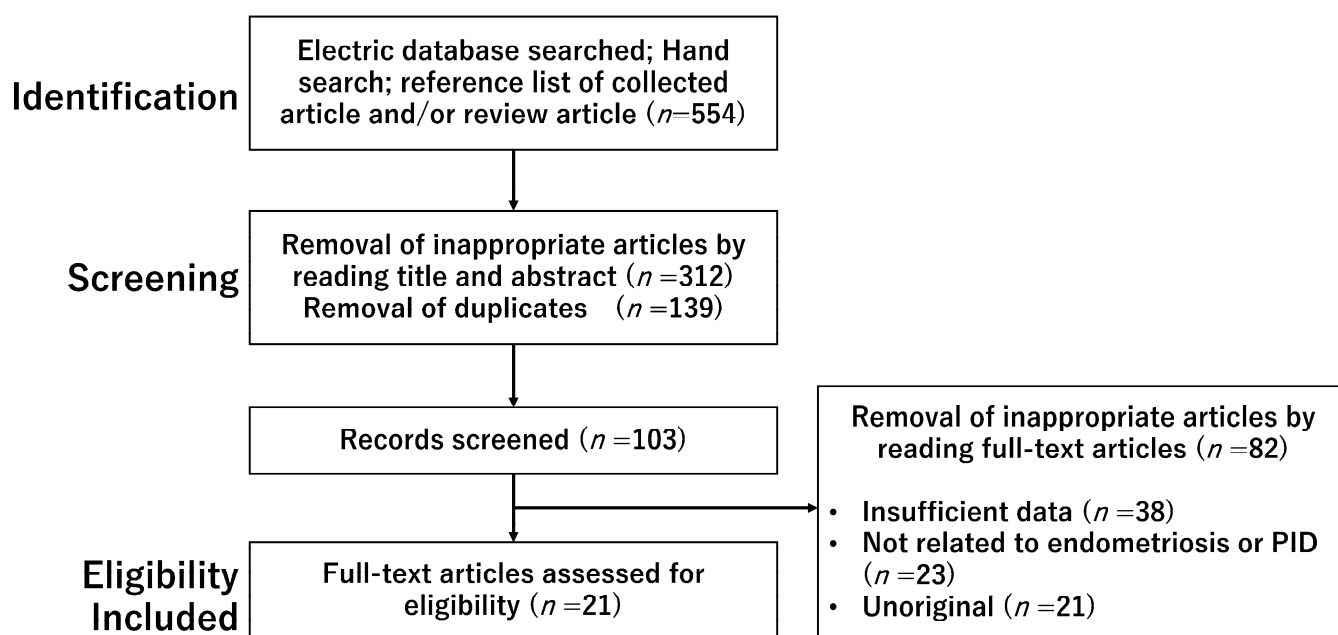 Identification
Electric database searched; Hand
search; reference list of collected
article and/or review article (n=554)
Screening
Removal of inappropriate articles by
reading title and abstract (n =312)
Removal of duplicates (n =139)
Records screened (n =103)
Removal of inappropriate articles by
reading full-text articles (n =82)
• Insufficient data (n =38)
• Not related to endometriosis or PID
(n =23)
• Unoriginal (n =21)
Eligibility
Included
Full-text articles assessed for
eligibility (n =21)